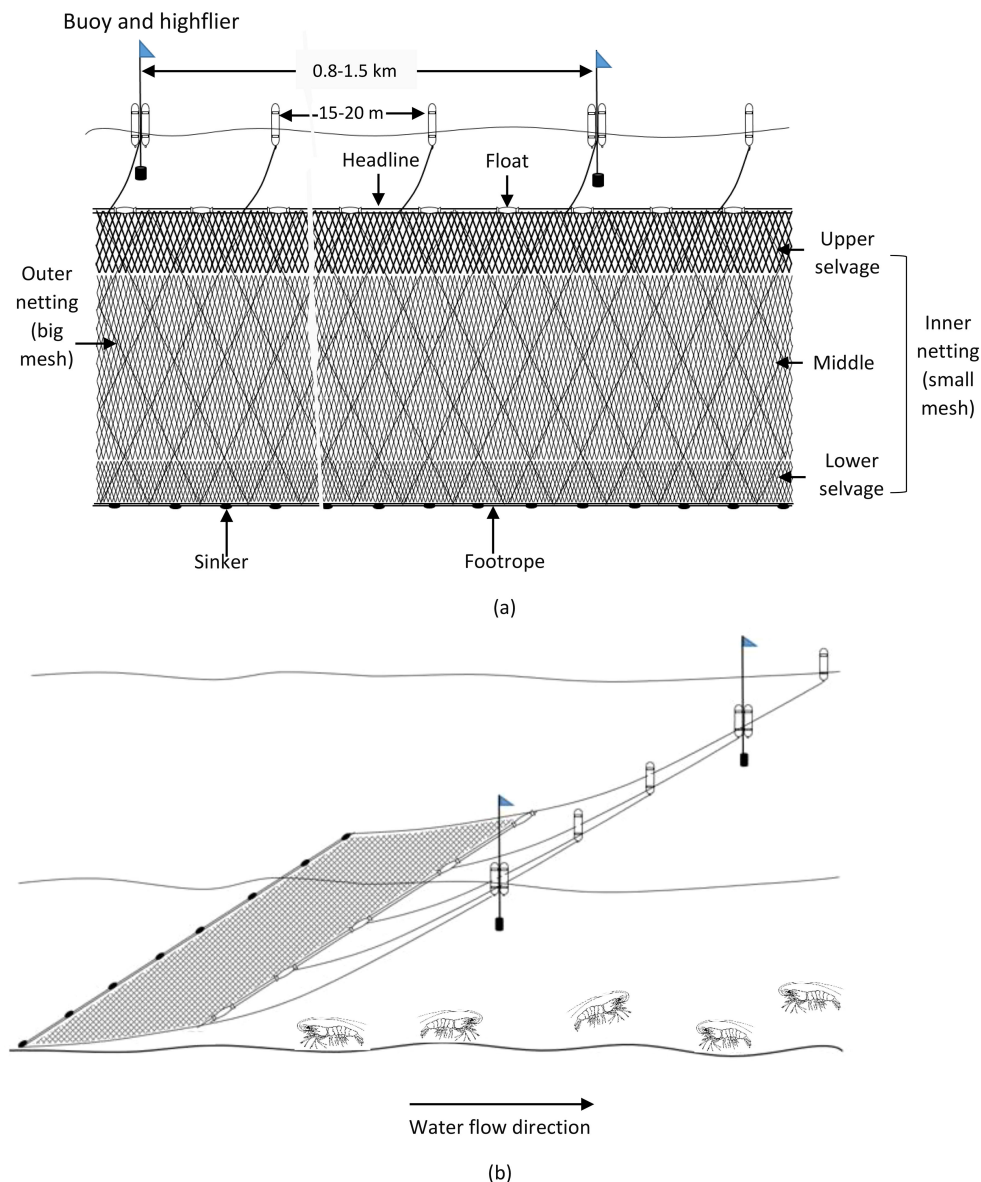 Buoy and highflier
0.8-1.5 km
15-20 m
Headline
Float
Upper
selvage
Outer
netting
(big
mesh)
Inner
netting
(small
mesh)
Middle
Lower
selvage
Sinker
Footrope
(a)
Water flow direction
(b)